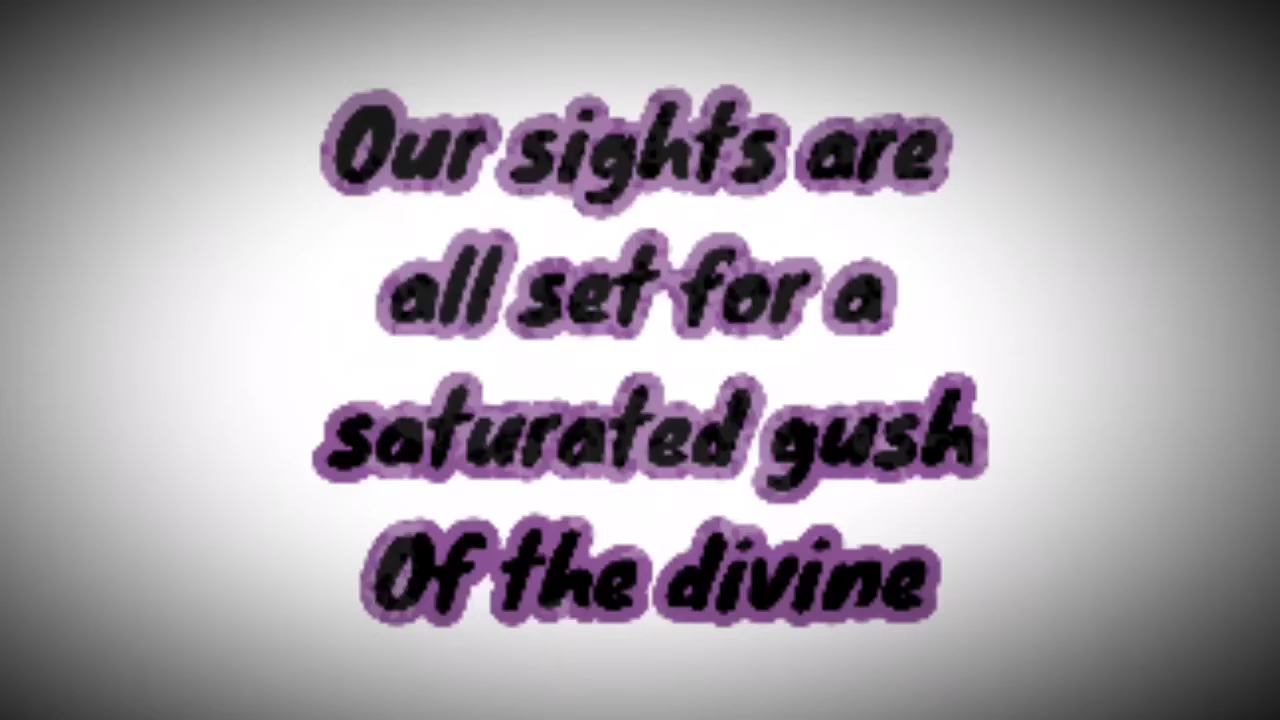 Our sights are
all set for a
saturated gush
Of the divine